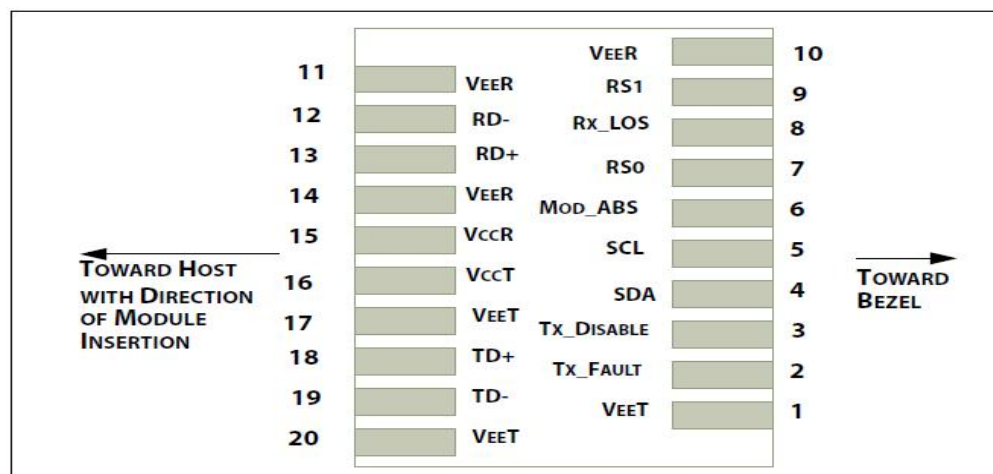 11 VEER
12 RD-
13 RD+
14 VEER
15 VCCR
16 VCCT
17 VEET
18 TD+
19 TD-
20 VEET
VEER 10
RS1 9
RX_LOS 8
RS0 7
MOD_ABS 6
SCL 5
SDA 4
TX_DISABLE 3
TX_FAULT 2
VEET 1
TOWARD HOST
WITH DIRECTION
OF MODULE
INSERTION
TOWARD
BEZEL